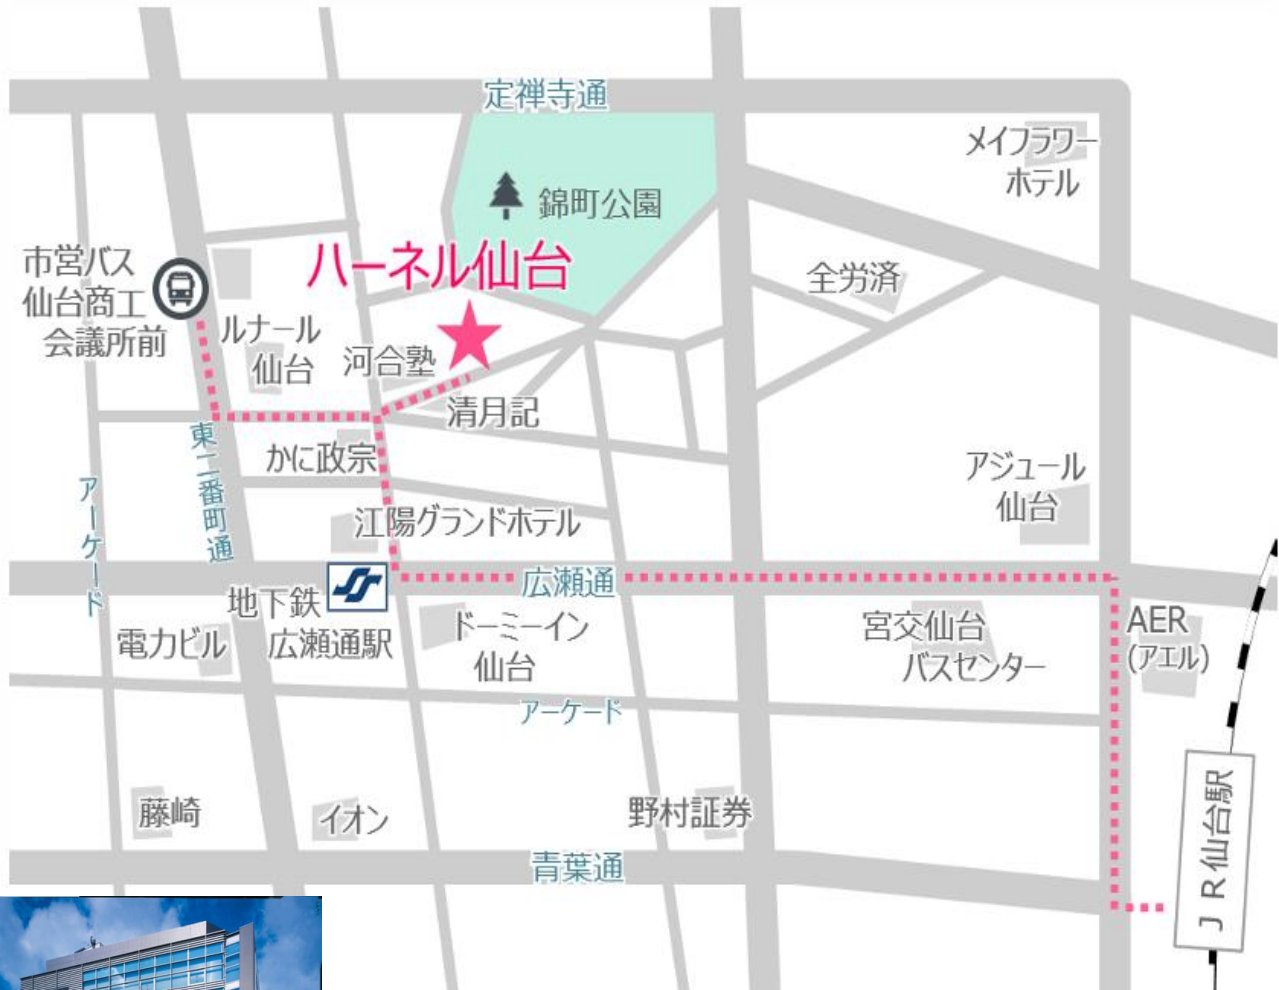 定禅寺通
メイフラワー
ホテル
錦町公園
ハーネル仙台
市営バス
仙台商工
会議所前
全労済
ルナール
仙台
河合塾
清月記
東二番町通
かに政宗
アジュール
仙台
アーケード
江陽グランドホテル
広瀬通
地下鉄
広瀬通駅
電力ビル
ドーミーイン
仙台
宮交仙台
バスセンター
AER
(アエル)
アーケード
藤崎
イオン
野村証券
ＪＲ仙台駅
青葉通